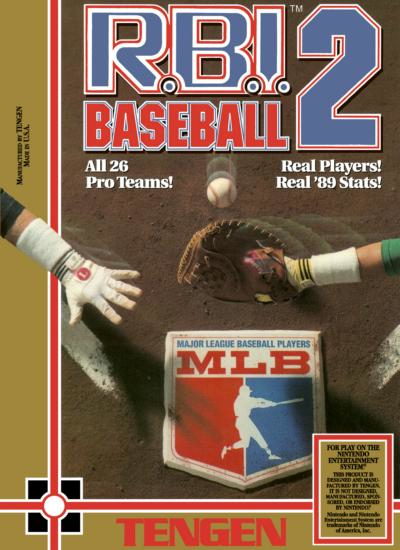 R.B.I. 2
TM
BASEBALL
All 26
Pro Teams!
Real Players!
Real '89 Stats!
MANUFACTURED BY TENGEN
MADE IN U.S.A.
MAJOR LEAGUE BASEBALL PLAYERS
MLB
FOR PLAY ON THE
NINTENDO
ENTERTAINMENT
SYSTEM®
THIS PRODUCT IS
DESIGNED AND MANU-
FACTURED BY TENGEN.
IT IS NOT DESIGNED,
MANUFACTURED, SPON-
SORED, OR ENDORSED
BY NINTENDO.
Nintendo and Nintendo
Entertainment System are
trademarks of Nintendo
of America, Inc.
TENGEN